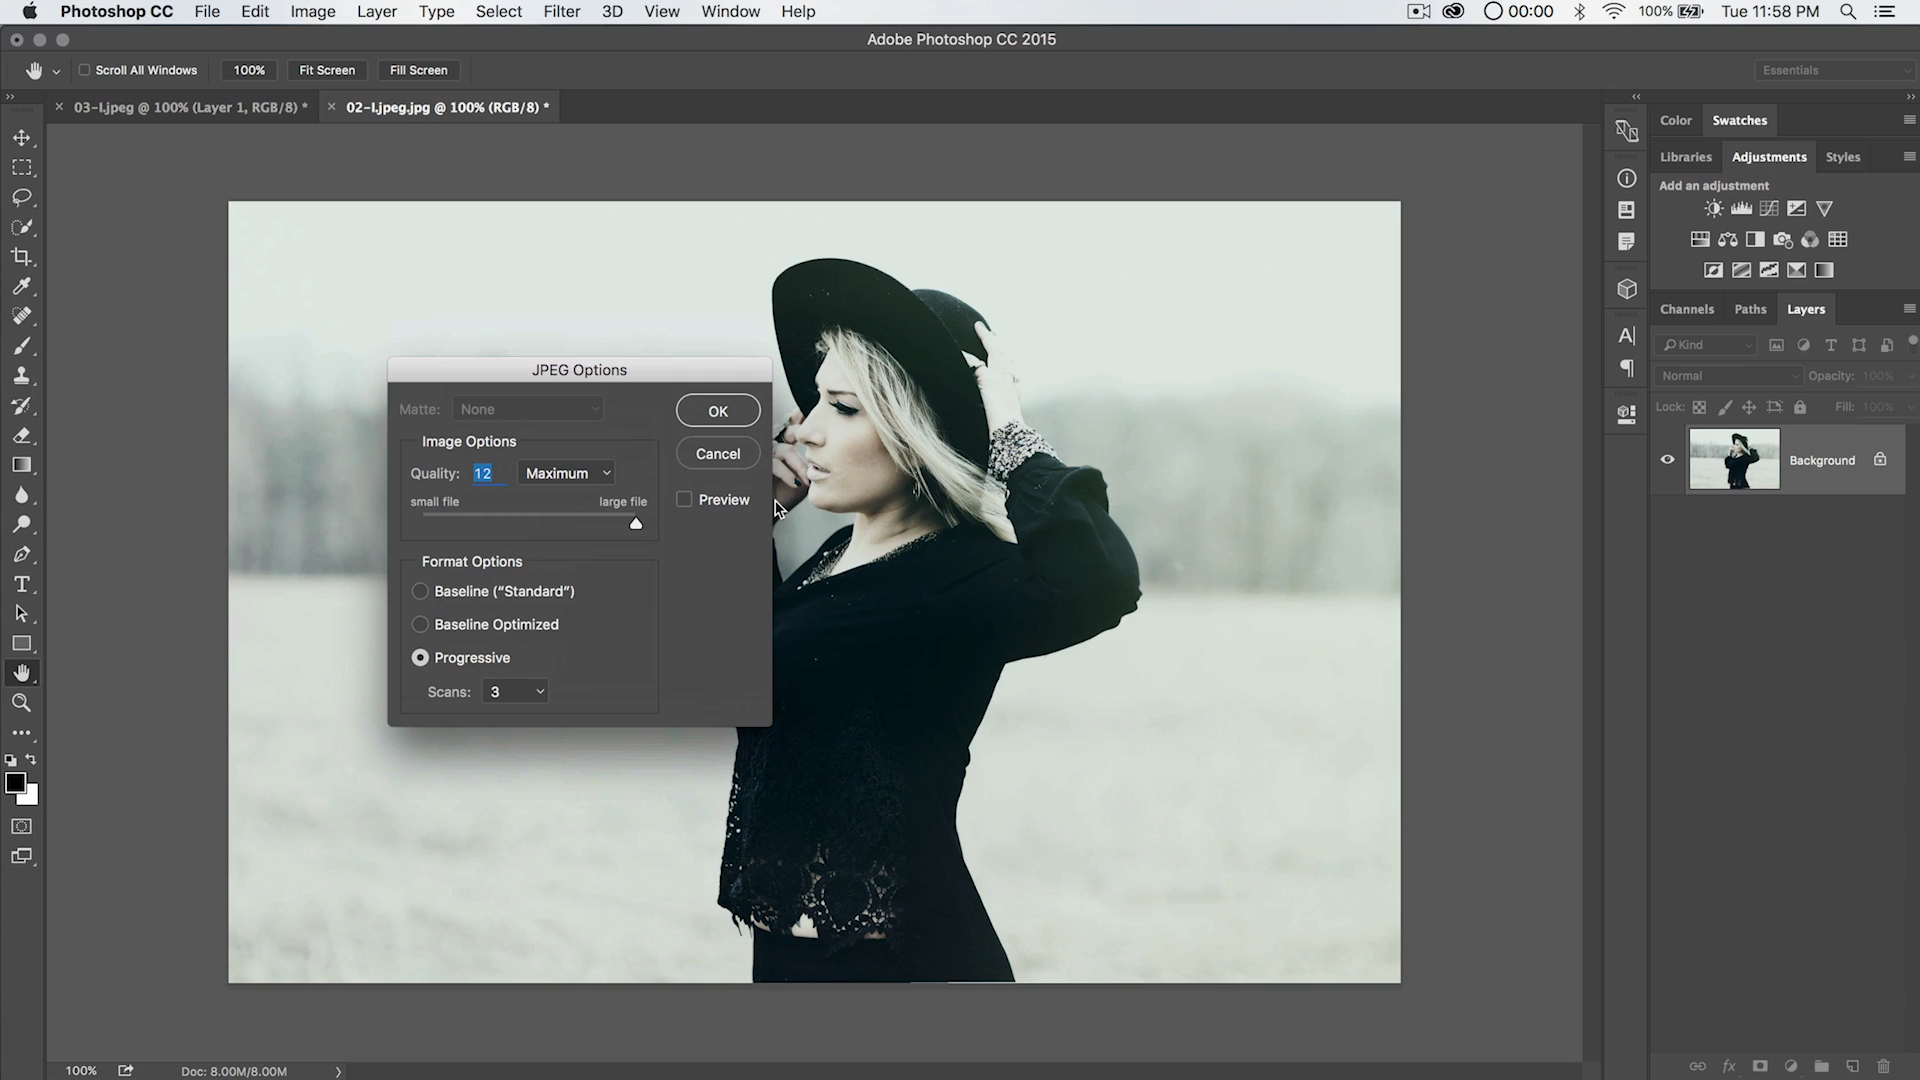 Photoshop CC File Edit Image Layer Type Select Filter 3D View Window Help 00:00 100% Tue 11:58 PM
Adobe Photoshop CC 2015
Scroll All Windows 100% Fit Screen Fill Screen Essentials
03-l.jpeg @ 100% (Layer 1, RGB/8) * 02-l.jpeg.jpg @ 100% (RGB/8) *
Color Swatches
Libraries Adjustments Styles
Add an adjustment
Channels Paths Layers
Kind
Normal Opacity: 100%
Lock: Fill: 100%
Background
JPEG Options
Matte: None OK
Image Options
Cancel
Quality: 12 Maximum
small file large file Preview
Format Options
Baseline (“Standard”)
Baseline Optimized
Progressive
Scans: 3
100% Doc: 8.00M/8.00M